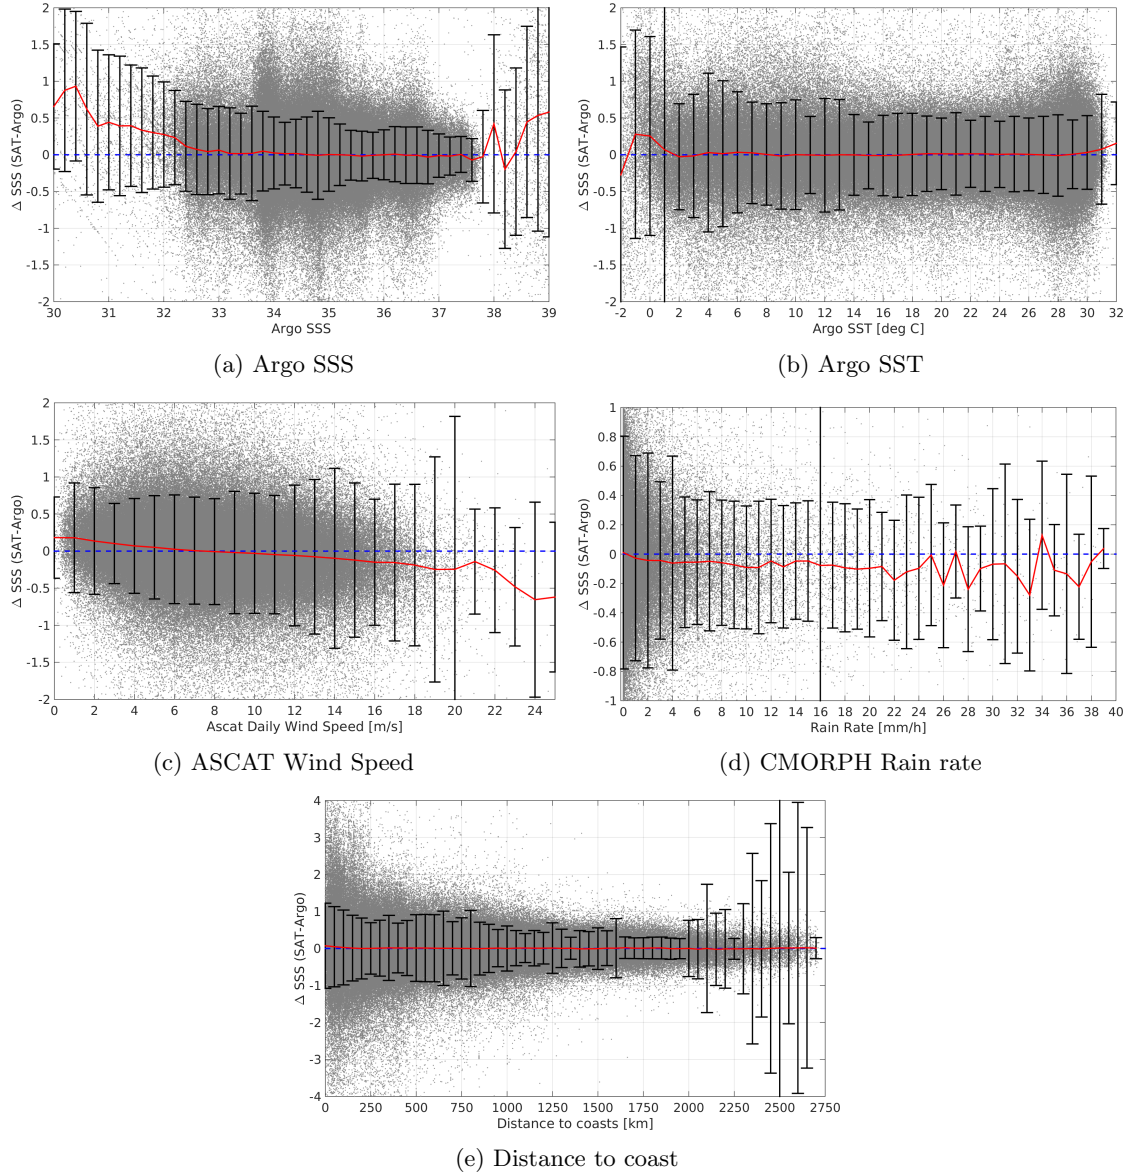 2
1.5
1
0.5
0
-0.5
-1
-1.5
-2
Δ SSS (SAT-Argo)
30 31 32 33 34 35 36 37 38 39
Argo SSS
(a) Argo SSS
2
1.5
1
0.5
0
-0.5
-1
-1.5
-2
Δ SSS (SAT-Argo)
-2 0 2 4 6 8 10 12 14 16 18 20 22 24 26 28 30 32
Argo SST [deg C]
(b) Argo SST
2
1.5
1
0.5
0
-0.5
-1
-1.5
-2
Δ SSS (SAT-Argo)
0 2 4 6 8 10 12 14 16 18 20 22 24
Ascat Daily Wind Speed [m/s]
(c) ASCAT Wind Speed
1
0.8
0.6
0.4
0.2
0
-0.2
-0.4
-0.6
-0.8
-1
Δ SSS (SAT-Argo)
0 2 4 6 8 10 12 14 16 18 20 22 24 26 28 30 32 34 36 38 40
Rain Rate [mm/h]
(d) CMORPH Rain rate
4
3
2
1
0
-1
-2
-3
-4
Δ SSS (SAT-Argo)
0 250 500 750 1000 1250 1500 1750 2000 2250 2500 2750
Distance to coasts [km]
(e) Distance to coast